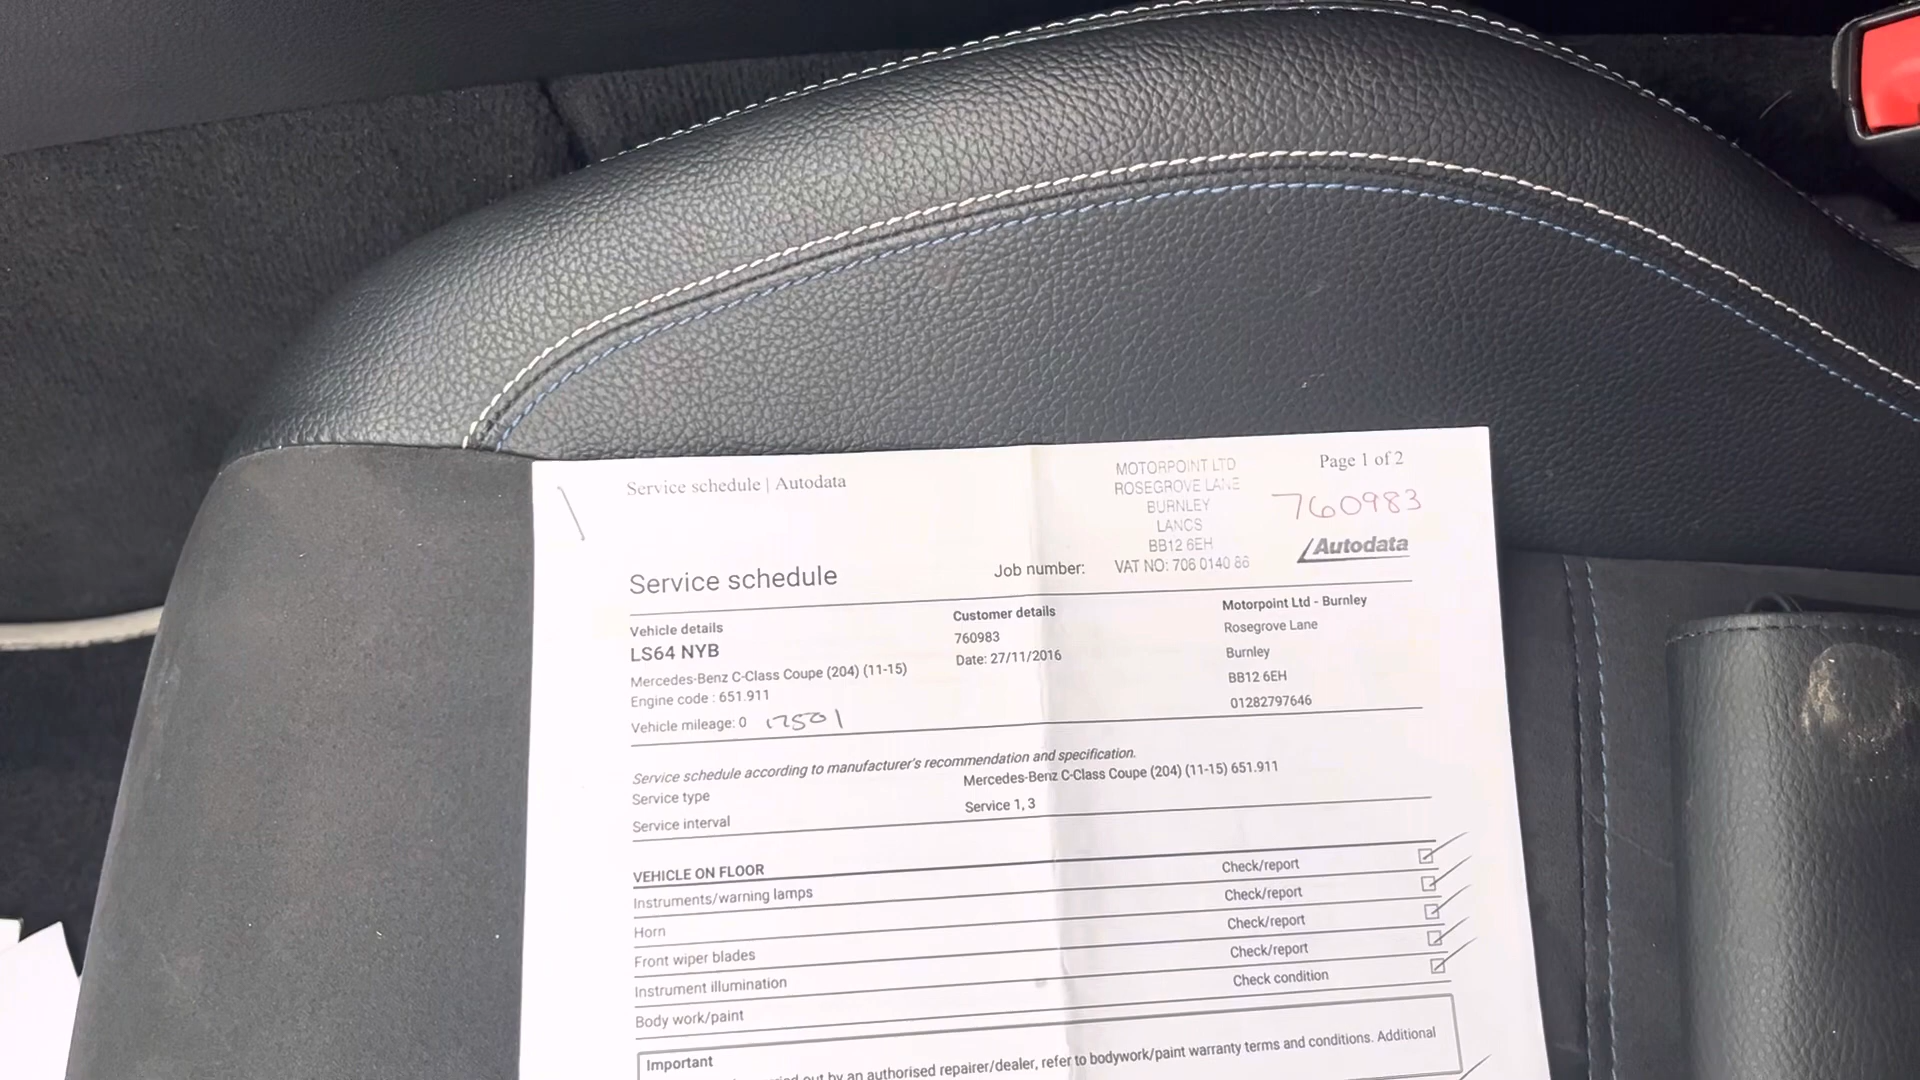 Service schedule | Autodata
MOTORPOINT LTD
ROSEGROVE LANE
BURNLEY
LANCS
BB12 6EH
VAT NO: 706 0140 86
Page 1 of 2
760983
Autodata
Service schedule
Job number:
Vehicle details
LS64 NYB
Mercedes-Benz C-Class Coupe (204) (11-15)
Engine code : 651.911
Vehicle mileage: 0 17501
Customer details
760983
Date: 27/11/2016
Motorpoint Ltd - Burnley
Rosegrove Lane
Burnley
BB12 6EH
01282797646
Service schedule according to manufacturer's recommendation and specification.
Service type Mercedes-Benz C-Class Coupe (204) (11-15) 651.911
Service interval Service 1, 3
VEHICLE ON FLOOR
Instruments/warning lamps Check/report
Horn Check/report
Front wiper blades Check/report
Instrument illumination Check/report
Body work/paint Check condition
Important
out by an authorised repairer/dealer, refer to bodywork/paint warranty terms and conditions. Additional